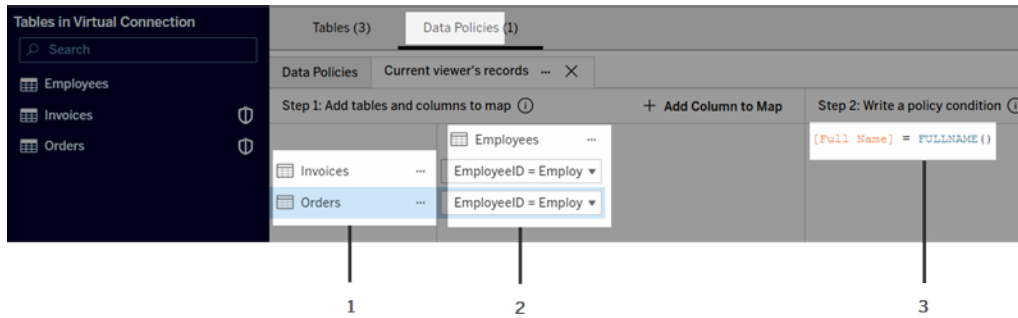 Tables in Virtual Connection
Search
Employees
Invoices
Orders
Tables (3)
Data Policies (1)
Data Policies
Current viewer's records ··· ×
Step 1: Add tables and columns to map
+ Add Column to Map
Step 2: Write a policy condition
Employees ···
Invoices ···
EmployeeID = Employ
Orders ···
EmployeeID = Employ
[Full Name] = FULLNAME()
1
2
3